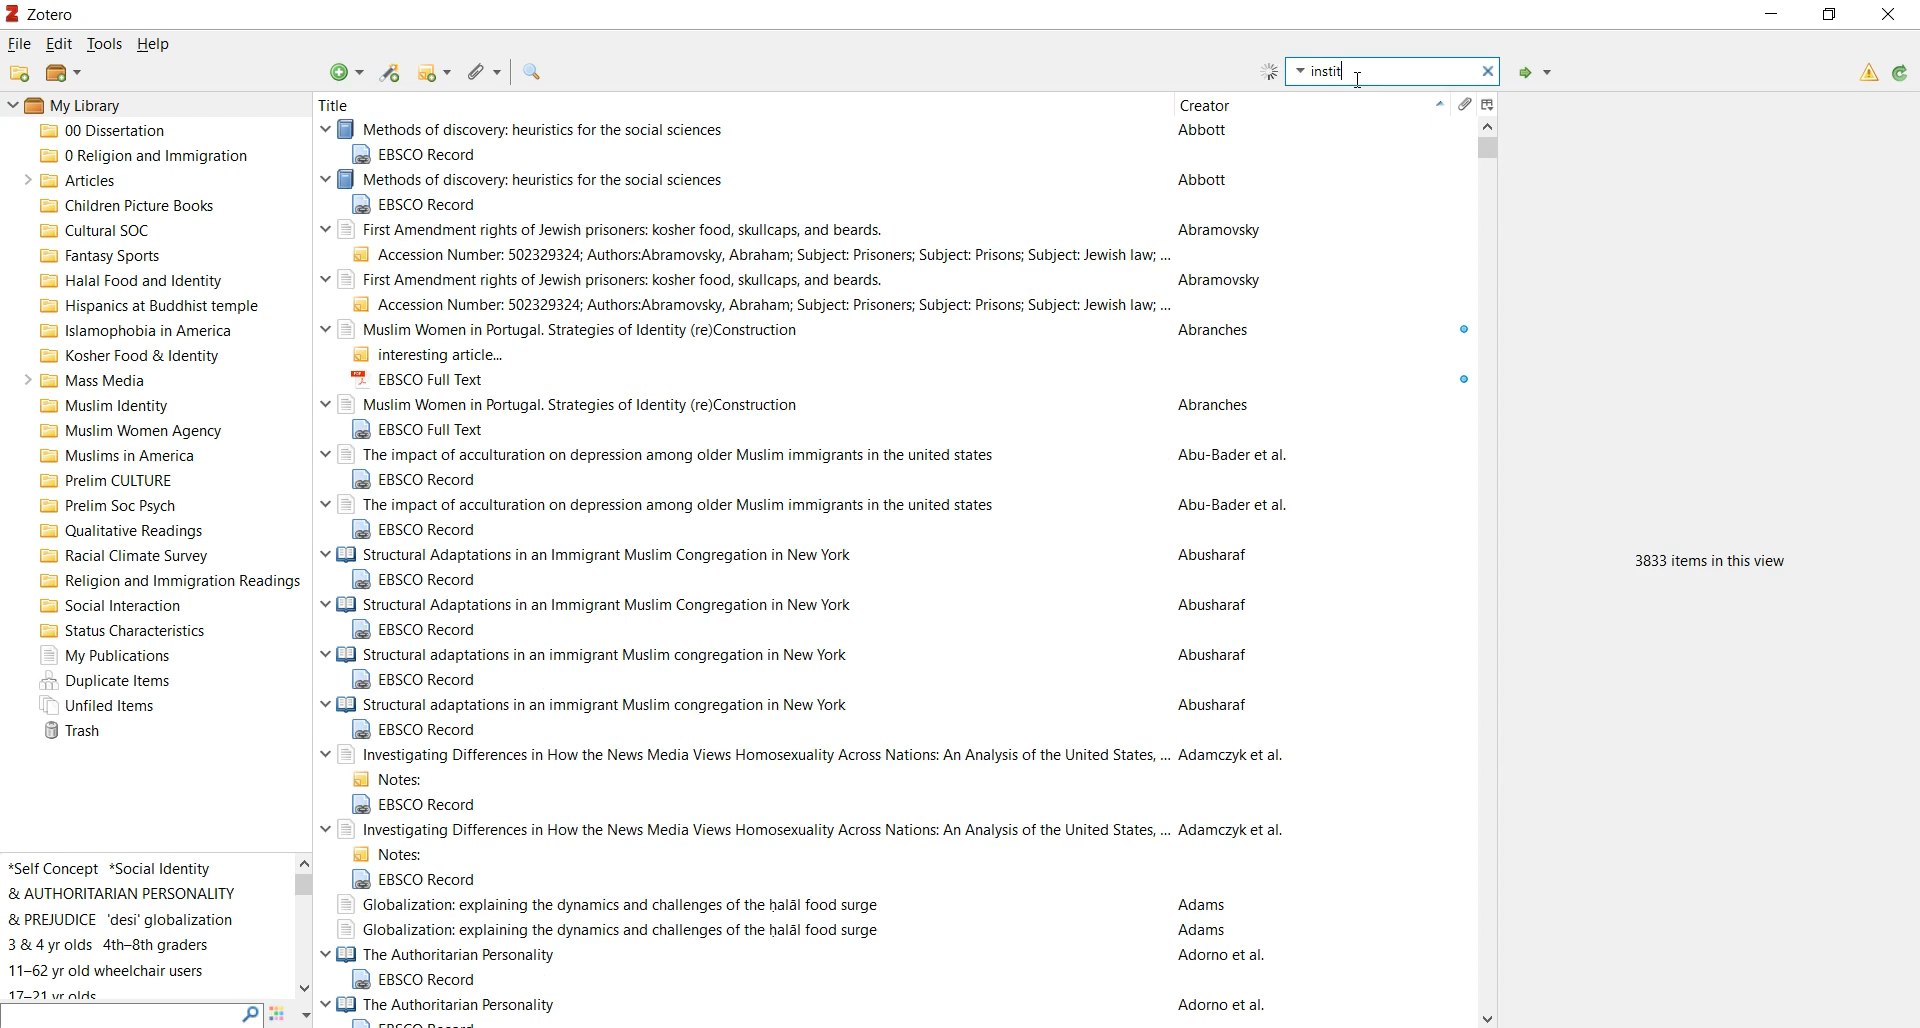 Zotero
File Edit Tools Help
instit
My Library
00 Dissertation
0 Religion and Immigration
Articles
Children Picture Books
Cultural SOC
Fantasy Sports
Halal Food and Identity
Hispanics at Buddhist temple
Islamophobia in America
Kosher Food & Identity
Mass Media
Muslim Identity
Muslim Women Agency
Muslims in America
Prelim CULTURE
Prelim Soc Psych
Qualitative Readings
Racial Climate Survey
Religion and Immigration Readings
Social Interaction
Status Characteristics
My Publications
Duplicate Items
Unfiled Items
Trash
*Self Concept *Social Identity
& AUTHORITARIAN PERSONALITY
& PREJUDICE 'desi' globalization
3 & 4 yr olds 4th–8th graders
11–62 yr old wheelchair users
17–21 yr olds
Title Creator
Methods of discovery: heuristics for the social sciences Abbott
EBSCO Record
Methods of discovery: heuristics for the social sciences Abbott
EBSCO Record
First Amendment rights of Jewish prisoners: kosher food, skullcaps, and beards. Abramovsky
Accession Number: 502329324; Authors:Abramovsky, Abraham; Subject: Prisoners; Subject: Prisons; Subject: Jewish law; ...
First Amendment rights of Jewish prisoners: kosher food, skullcaps, and beards. Abramovsky
Accession Number: 502329324; Authors:Abramovsky, Abraham; Subject: Prisoners; Subject: Prisons; Subject: Jewish law; ...
Muslim Women in Portugal. Strategies of Identity (re)Construction Abranches
interesting article...
EBSCO Full Text
Muslim Women in Portugal. Strategies of Identity (re)Construction Abranches
EBSCO Full Text
The impact of acculturation on depression among older Muslim immigrants in the united states Abu-Bader et al.
EBSCO Record
The impact of acculturation on depression among older Muslim immigrants in the united states Abu-Bader et al.
EBSCO Record
Structural Adaptations in an Immigrant Muslim Congregation in New York Abusharaf
EBSCO Record
Structural Adaptations in an Immigrant Muslim Congregation in New York Abusharaf
EBSCO Record
Structural adaptations in an immigrant Muslim congregation in New York Abusharaf
EBSCO Record
Structural adaptations in an immigrant Muslim congregation in New York Abusharaf
EBSCO Record
Investigating Differences in How the News Media Views Homosexuality Across Nations: An Analysis of the United States, ... Adamczyk et al.
Notes:
EBSCO Record
Investigating Differences in How the News Media Views Homosexuality Across Nations: An Analysis of the United States, ... Adamczyk et al.
Notes:
EBSCO Record
Globalization: explaining the dynamics and challenges of the ḥalāl food surge Adams
Globalization: explaining the dynamics and challenges of the ḥalāl food surge Adams
The Authoritarian Personality Adorno et al.
EBSCO Record
The Authoritarian Personality Adorno et al.
EBSCO Record
3833 items in this view